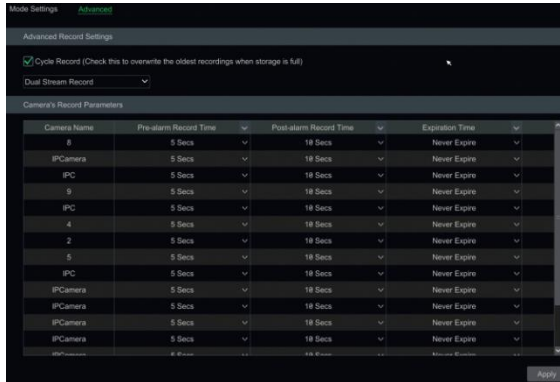 Mode Settings Advanced
Advanced Record Settings
Cycle Record (Check this to overwrite the oldest recordings when storage is full)
Dual Stream Record
Camera's Record Parameters
Camera Name Pre-alarm Record Time Post-alarm Record Time Expiration Time
8 5 Secs 10 Secs Never Expire
IPCamera 5 Secs 10 Secs Never Expire
IPC 5 Secs 10 Secs Never Expire
9 5 Secs 10 Secs Never Expire
IPC 5 Secs 10 Secs Never Expire
4 5 Secs 10 Secs Never Expire
2 5 Secs 10 Secs Never Expire
5 5 Secs 10 Secs Never Expire
IPC 5 Secs 10 Secs Never Expire
IPCamera 5 Secs 10 Secs Never Expire
IPCamera 5 Secs 10 Secs Never Expire
IPCamera 5 Secs 10 Secs Never Expire
IPCamera 5 Secs 10 Secs Never Expire
Apply